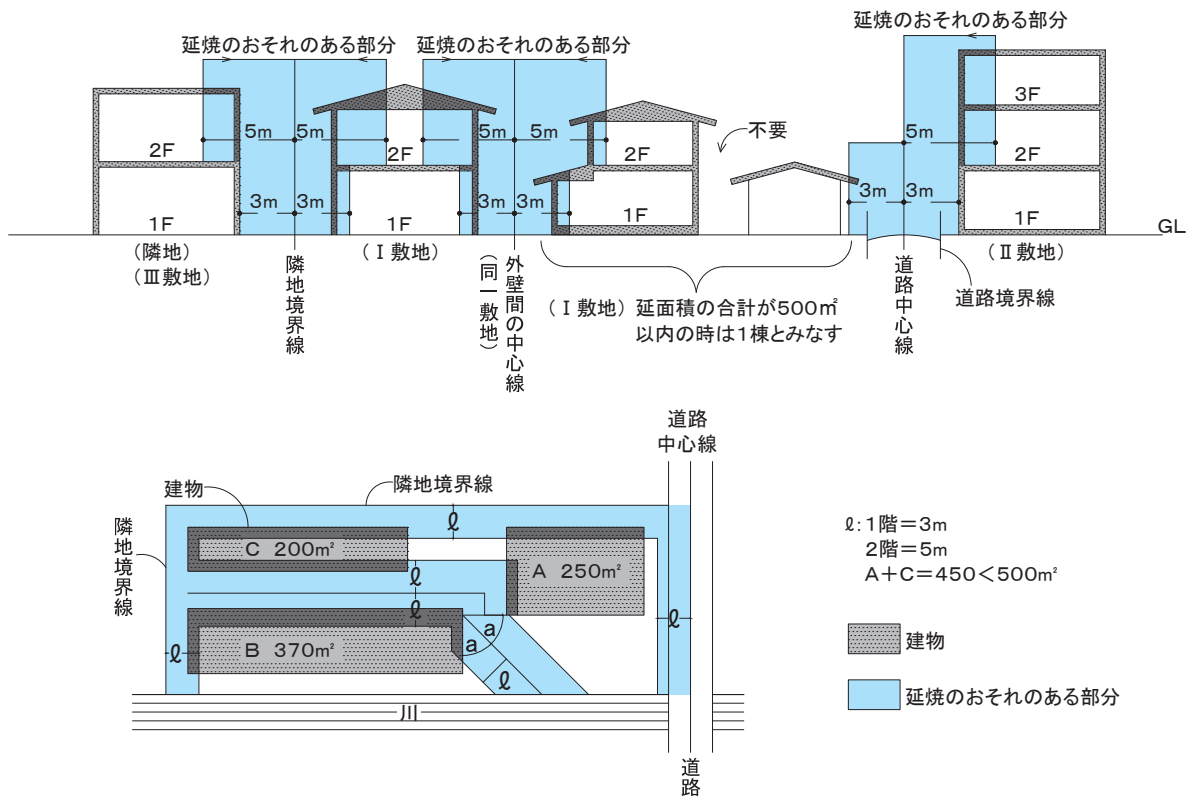 延焼のおそれのある部分
延焼のおそれのある部分
延焼のおそれのある部分
5m
5m
5m
5m
5m
2F
2F
2F
不要
3F
2F
3m
3m
3m
3m
3m
3m
1F
1F
1F
1F
GL
(隣地)
(Ⅲ敷地)
(Ⅰ敷地)
(Ⅱ敷地)
隣地境界線
外壁間の中心線
(同一敷地)
(Ⅰ敷地) 延面積の合計が500㎡
以内の時は1棟とみなす
道路中心線
道路境界線
道路
中心線
建物
隣地境界線
隣地境界線
ℓ
C 200㎡
A 250㎡
ℓ
ℓ
ℓ
ℓ
B 370㎡
a
a
ℓ
川
道路
ℓ:1階=3m
2階=5m
A+C=450<500㎡
建物
延焼のおそれのある部分